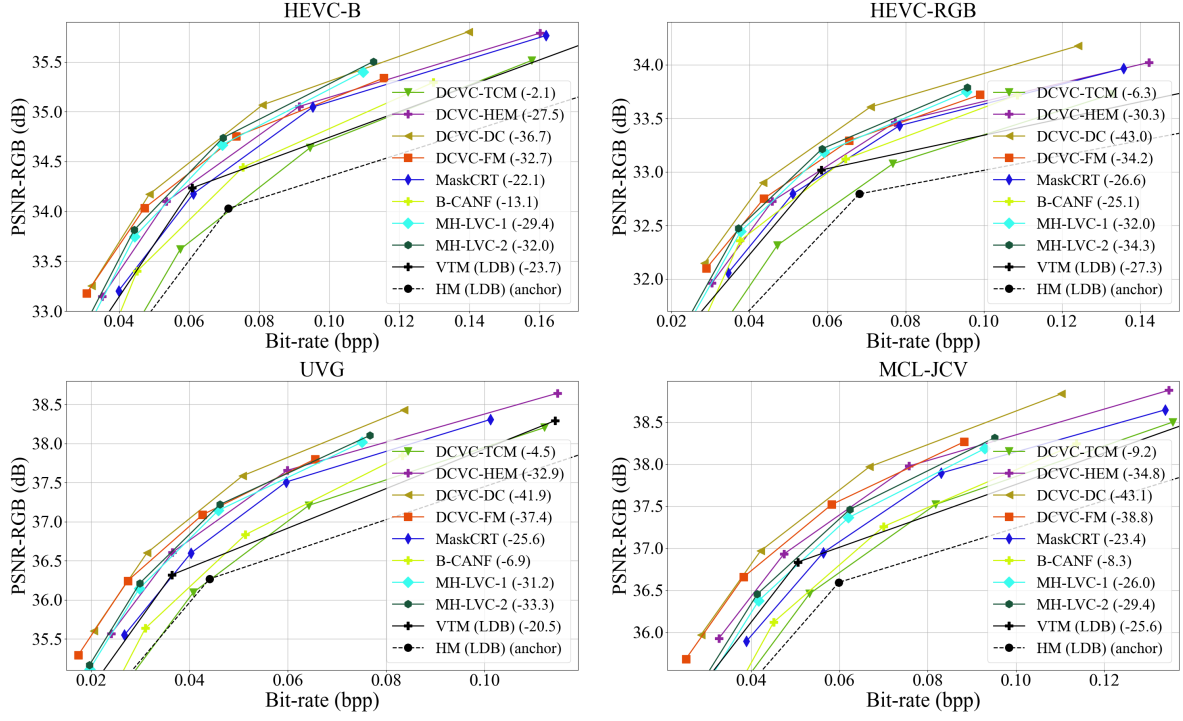 HEVC-B
PSNR-RGB (dB)
35.5
35.0
34.5
34.0
33.5
33.0
0.04 0.06 0.08 0.10 0.12 0.14 0.16
Bit-rate (bpp)
DCVC-TCM (-2.1)
DCVC-HEM (-27.5)
DCVC-DC (-36.7)
DCVC-FM (-32.7)
MaskCRT (-22.1)
B-CANF (-13.1)
MH-LVC-1 (-29.4)
MH-LVC-2 (-32.0)
VTM (LDB) (-23.7)
HM (LDB) (anchor)
HEVC-RGB
PSNR-RGB (dB)
34.0
33.5
33.0
32.5
32.0
0.02 0.04 0.06 0.08 0.10 0.12 0.14
Bit-rate (bpp)
DCVC-TCM (-6.3)
DCVC-HEM (-30.3)
DCVC-DC (-43.0)
DCVC-FM (-34.2)
MaskCRT (-26.6)
B-CANF (-25.1)
MH-LVC-1 (-32.0)
MH-LVC-2 (-34.3)
VTM (LDB) (-27.3)
HM (LDB) (anchor)
UVG
PSNR-RGB (dB)
38.5
38.0
37.5
37.0
36.5
36.0
35.5
0.02 0.04 0.06 0.08 0.10
Bit-rate (bpp)
DCVC-TCM (-4.5)
DCVC-HEM (-32.9)
DCVC-DC (-41.9)
DCVC-FM (-37.4)
MaskCRT (-25.6)
B-CANF (-6.9)
MH-LVC-1 (-31.2)
MH-LVC-2 (-33.3)
VTM (LDB) (-20.5)
HM (LDB) (anchor)
MCL-JCV
PSNR-RGB (dB)
38.5
38.0
37.5
37.0
36.5
36.0
0.04 0.06 0.08 0.10 0.12
Bit-rate (bpp)
DCVC-TCM (-9.2)
DCVC-HEM (-34.8)
DCVC-DC (-43.1)
DCVC-FM (-38.8)
MaskCRT (-23.4)
B-CANF (-8.3)
MH-LVC-1 (-26.0)
MH-LVC-2 (-29.4)
VTM (LDB) (-25.6)
HM (LDB) (anchor)